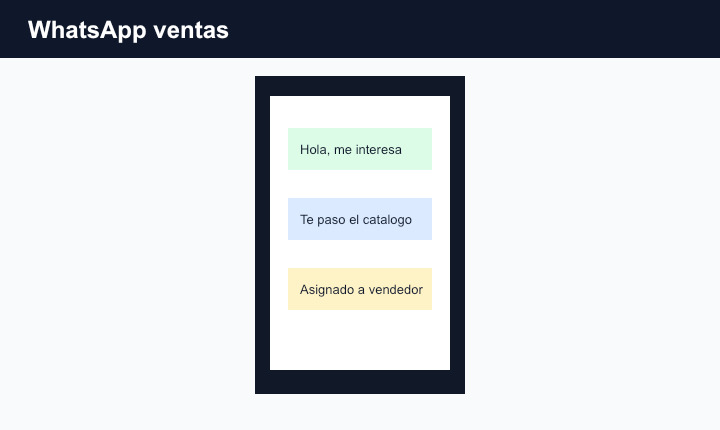 WhatsApp ventas
Hola, me interesa
Te paso el catalogo
Asignado a vendedor